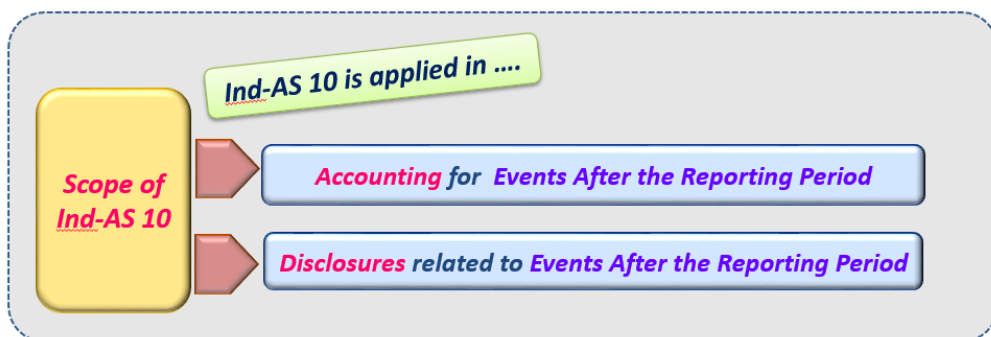 Ind-AS 10 is applied in ....
Scope of
Ind-AS 10
Accounting for Events After the Reporting Period
Disclosures related to Events After the Reporting Period